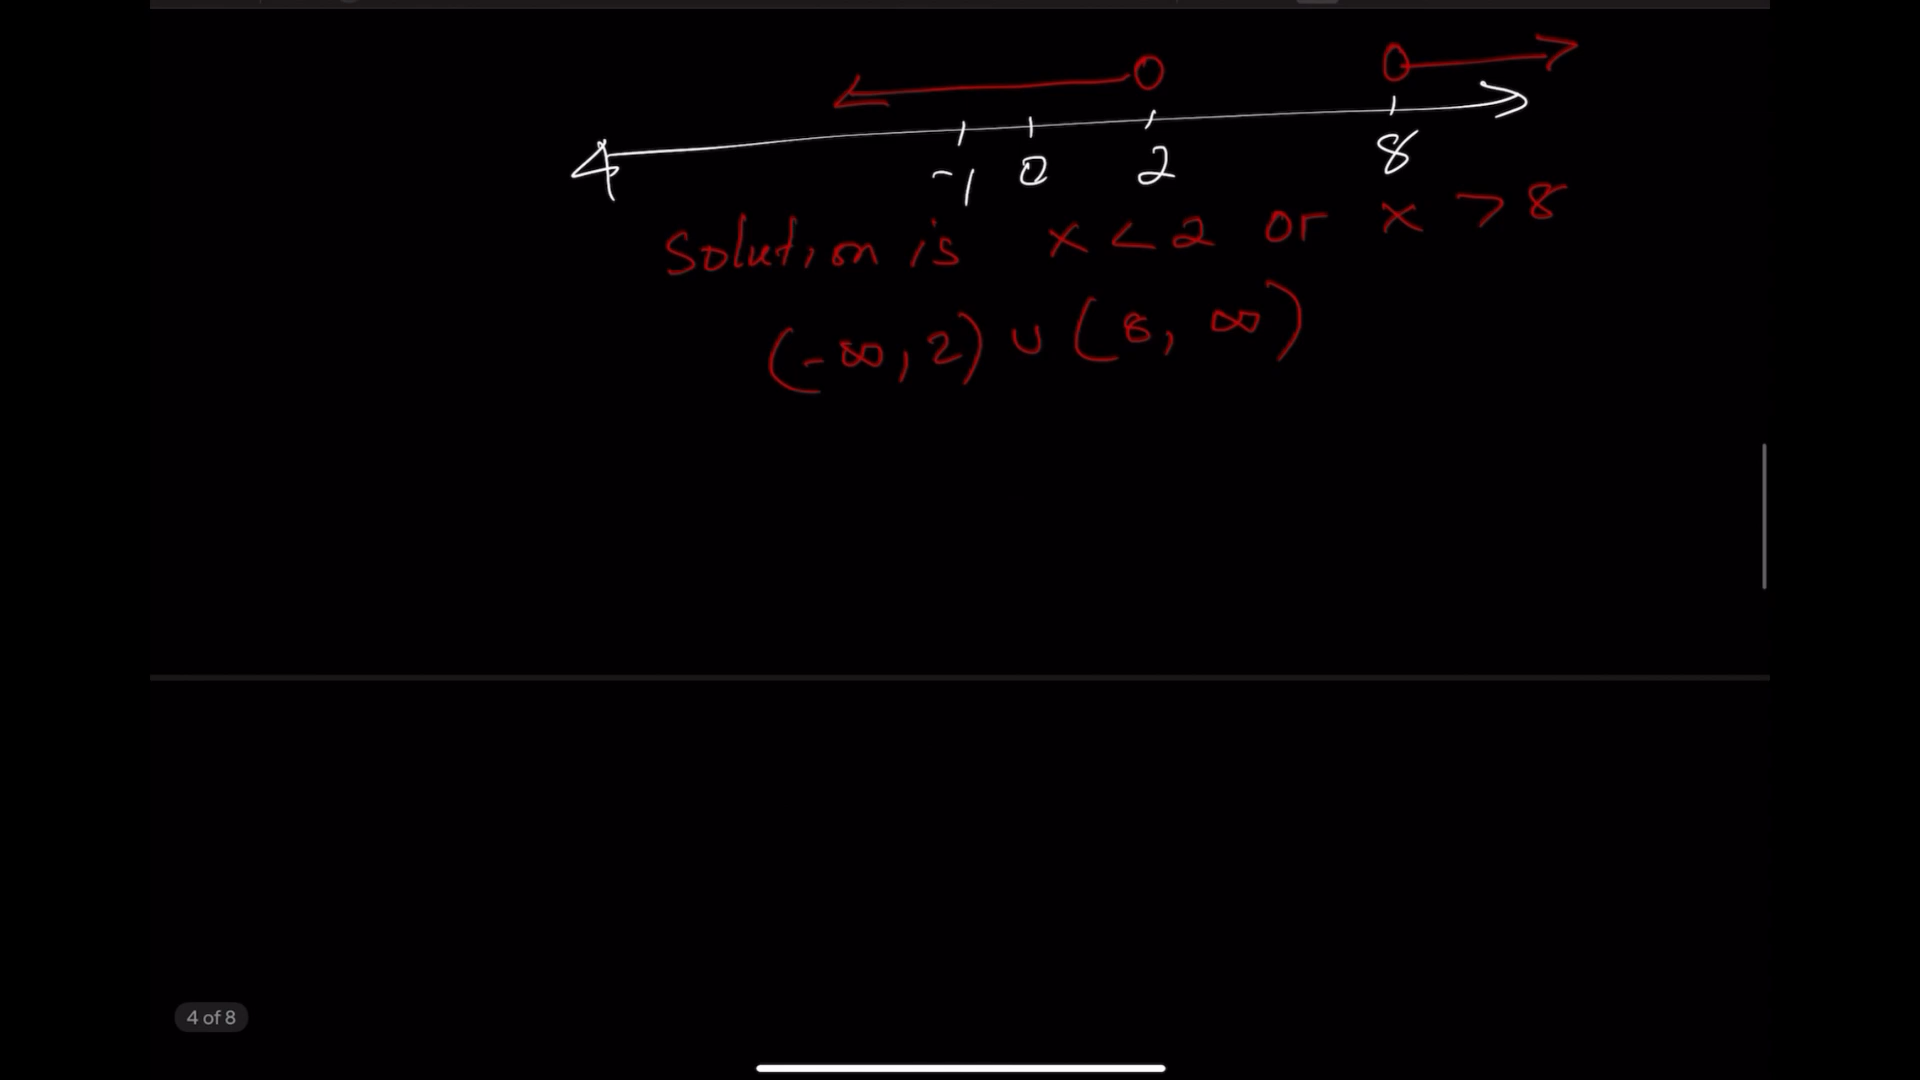 -1 0 2 8
Solution is x < 2 or x > 8
(-∞, 2) ∪ (8, ∞)
4 of 8